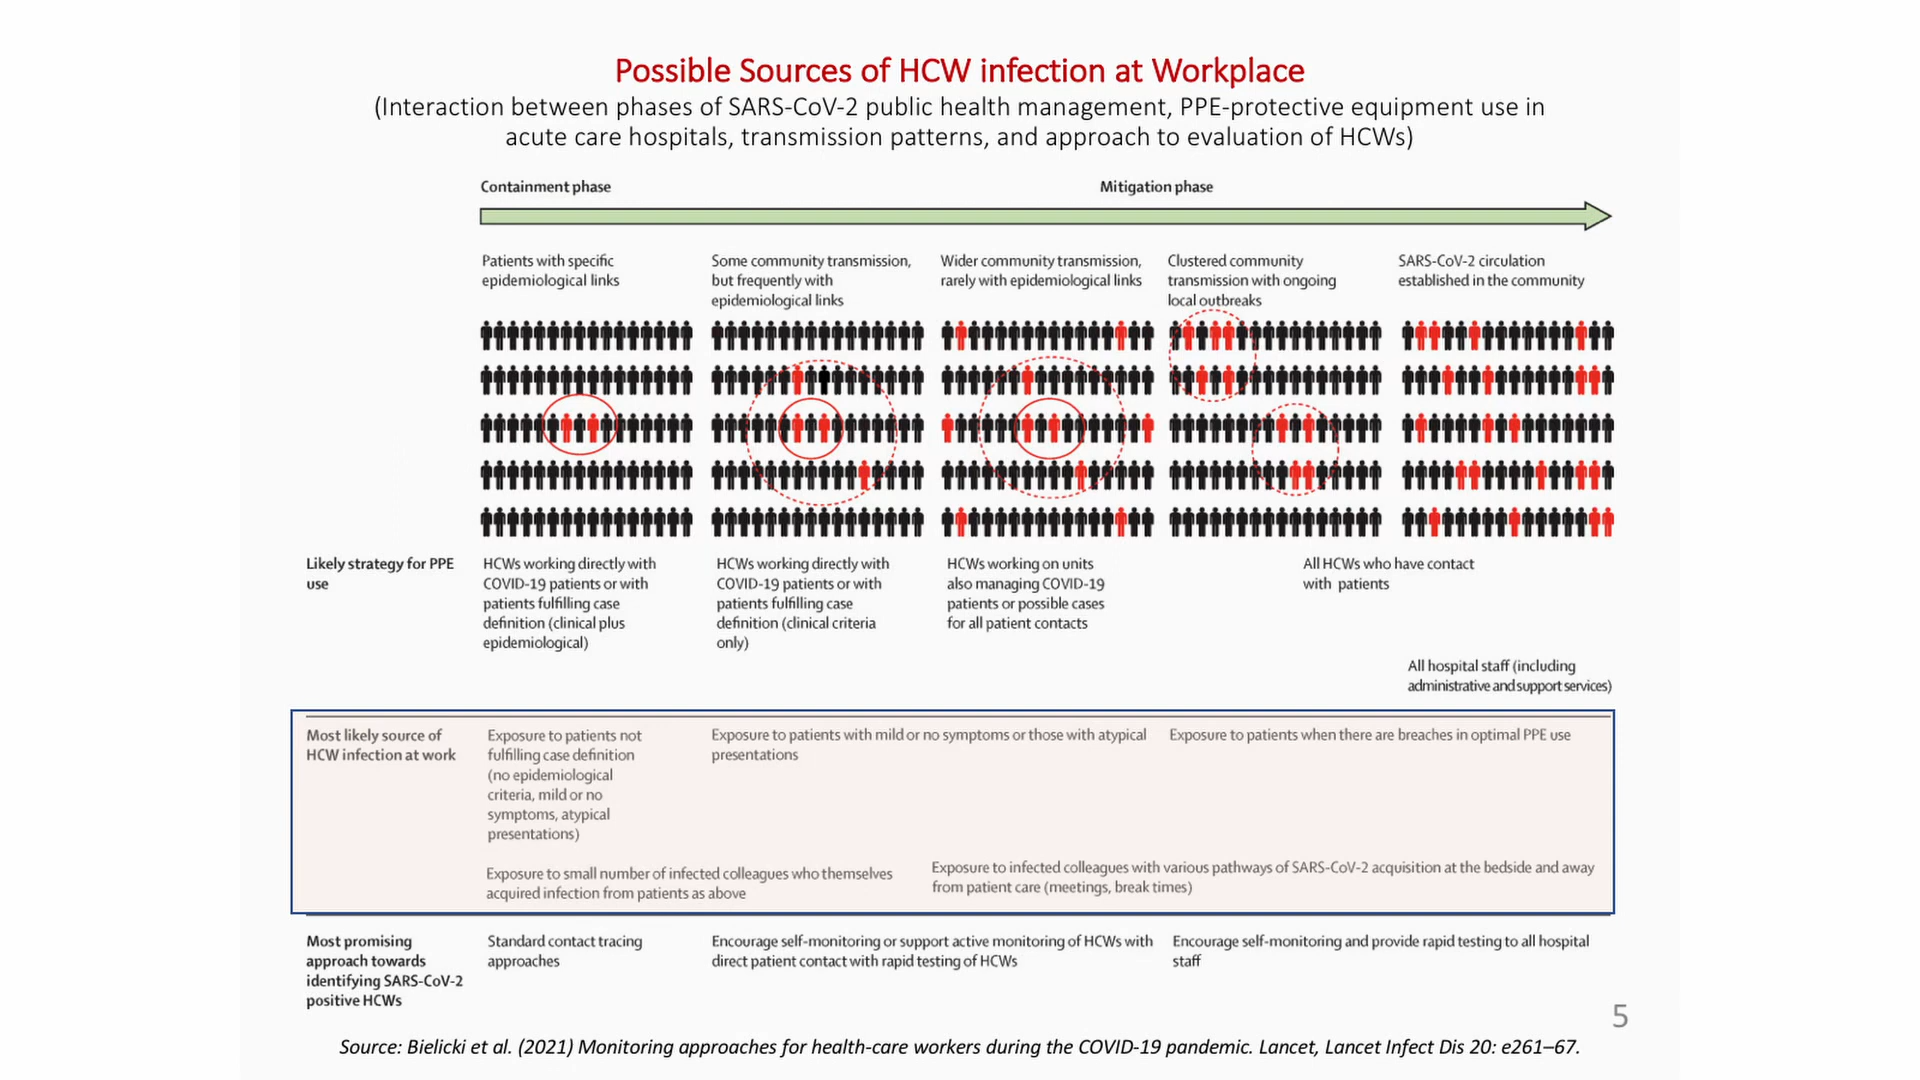 Possible Sources of HCW infection at Workplace
(Interaction between phases of SARS-CoV-2 public health management, PPE-protective equipment use in
acute care hospitals, transmission patterns, and approach to evaluation of HCWs)
Containment phase
Mitigation phase
Patients with specific
epidemiological links
Some community transmission,
but frequently with
epidemiological links
Wider community transmission,
rarely with epidemiological links
Clustered community
transmission with ongoing
local outbreaks
SARS-CoV-2 circulation
established in the community
Likely strategy for PPE
use
HCWs working directly with
COVID-19 patients or with
patients fulfilling case
definition (clinical plus
epidemiological)
HCWs working directly with
COVID-19 patients or with
patients fulfilling case
definition (clinical criteria
only)
HCWs working on units
also managing COVID-19
patients or possible cases
for all patient contacts
All HCWs who have contact
with patients
All hospital staff (including
administrative and support services)
Most likely source of
HCW infection at work
Exposure to patients not
fulfilling case definition
(no epidemiological
criteria, mild or no
symptoms, atypical
presentations)
Exposure to patients with mild or no symptoms or those with atypical
presentations
Exposure to patients when there are breaches in optimal PPE use
Exposure to small number of infected colleagues who themselves
acquired infection from patients as above
Exposure to infected colleagues with various pathways of SARS-CoV-2 acquisition at the bedside and away
from patient care (meetings, break times)
Most promising
approach towards
identifying SARS-CoV-2
positive HCWs
Standard contact tracing
approaches
Encourage self-monitoring or support active monitoring of HCWs with
direct patient contact with rapid testing of HCWs
Encourage self-monitoring and provide rapid testing to all hospital
staff
5
Source: Bielicki et al. (2021) Monitoring approaches for health-care workers during the COVID-19 pandemic. Lancet, Lancet Infect Dis 20: e261–67.